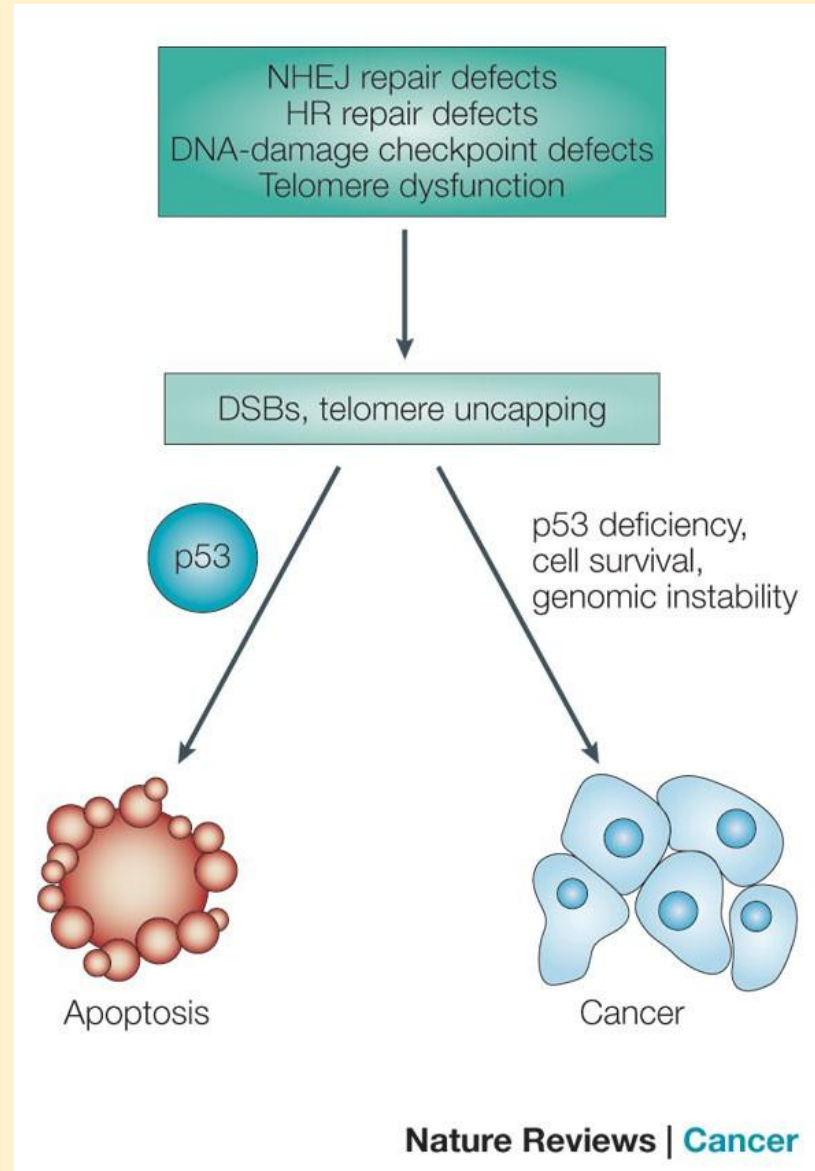 NHEJ repair defects
HR repair defects
DNA-damage checkpoint defects
Telomere dysfunction
DSBs, telomere uncapping
p53
p53 deficiency,
cell survival,
genomic instability
Apoptosis
Cancer
Nature Reviews | Cancer